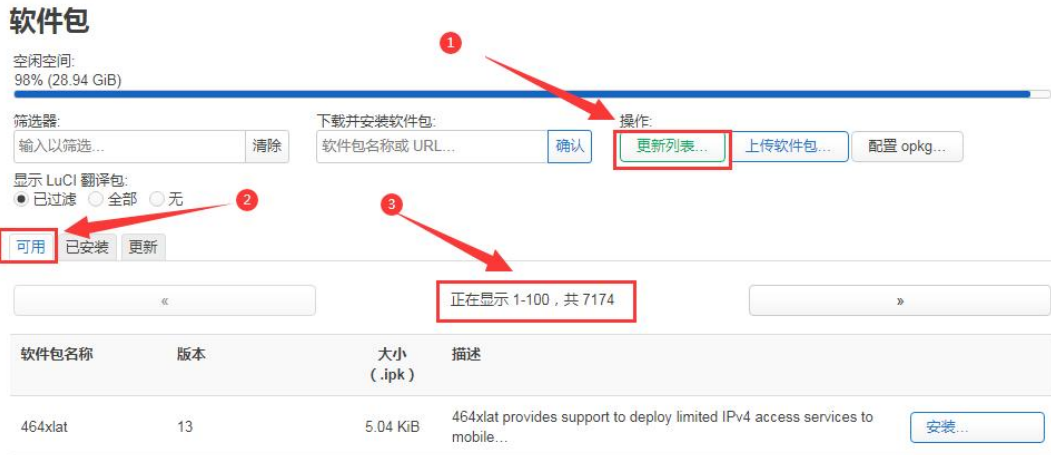 软件包
1
空闲空间:
98% (28.94 GiB)
筛选器: 下载并安装软件包: 操作:
输入以筛选... 清除 软件包名称或 URL... 确认 更新列表... 上传软件包... 配置 opkg...
显示 LuCI 翻译包:
已过滤 全部 无 2 3
可用 已安装 更新
« 正在显示 1-100，共 7174 »
软件包名称 版本 大小 描述
（.ipk）
464xlat 13 5.04 KiB 464xlat provides support to deploy limited IPv4 access services to 安装...
mobile…